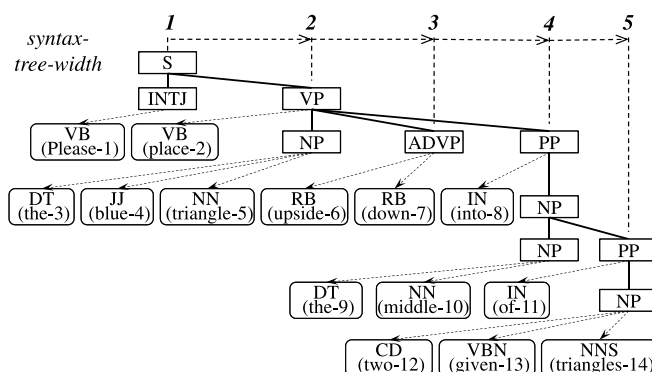 1 2 3 4 5
syntax-
tree-width
S
INTJ VP
VB
(Please-1)
VB
(place-2)
NP ADVP PP
DT
(the-3)
JJ
(blue-4)
NN
(triangle-5)
RB
(upside-6)
RB
(down-7)
IN
(into-8)
NP
NP PP
DT
(the-9)
NN
(middle-10)
IN
(of-11)
NP
CD
(two-12)
VBN
(given-13)
NNS
(triangles-14)